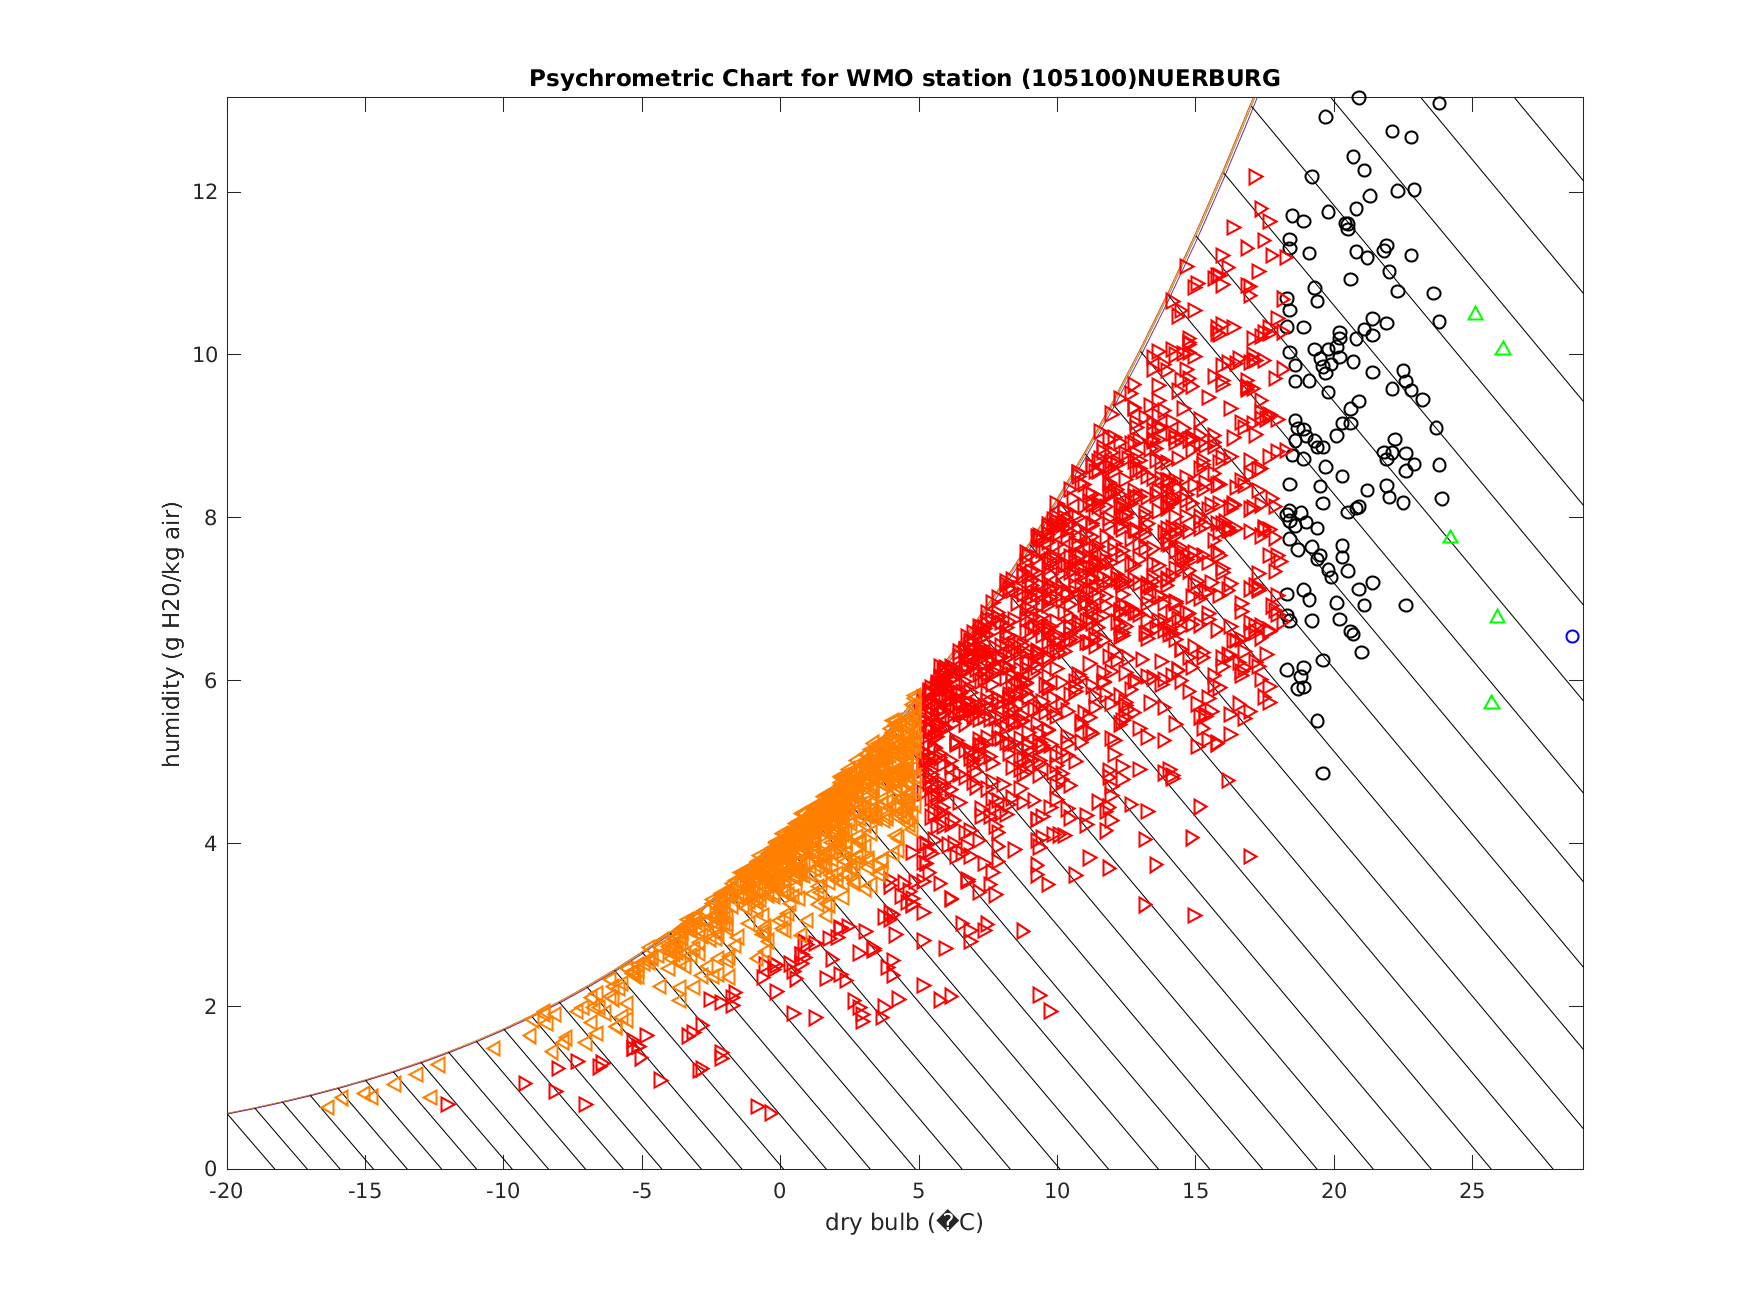 Psychrometric Chart for WMO station (105100)NUERBURG
humidity (g H20/kg air)
12
10
8
6
4
2
0
-20 -15 -10 -5 0 5 10 15 20 25
dry bulb (�C)